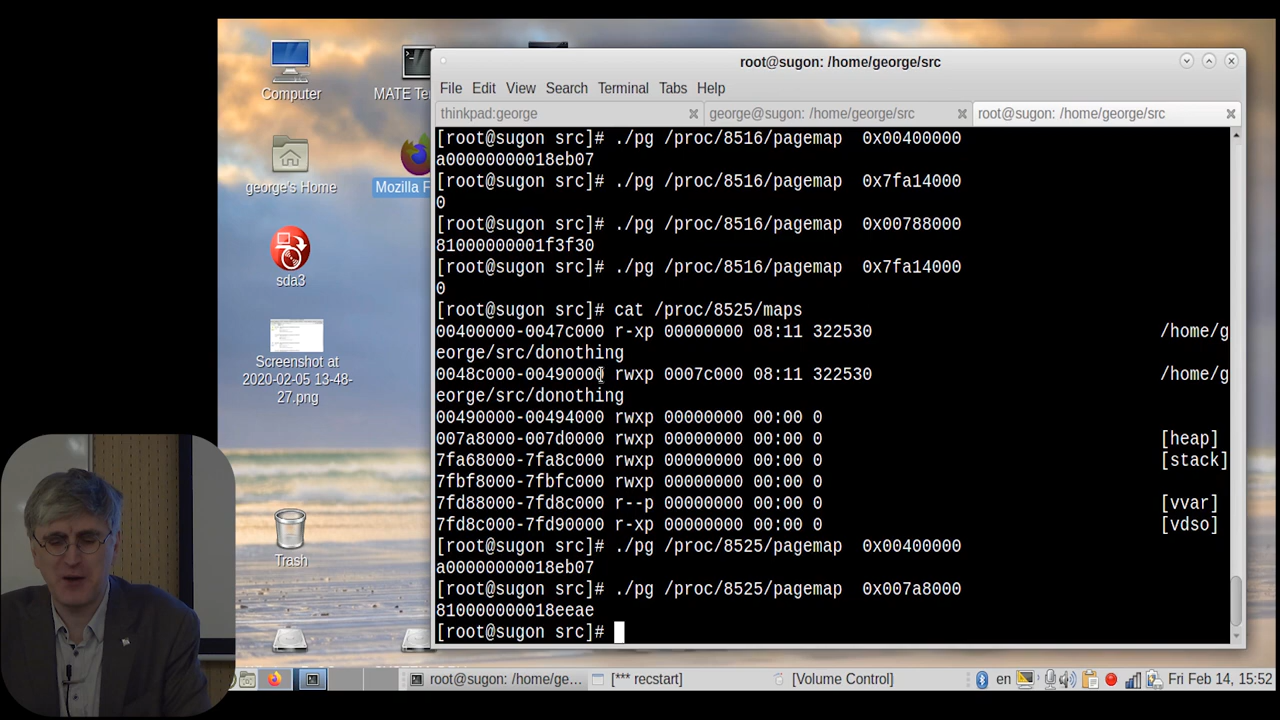 Computer
MATE Te
george's Home
Mozilla F
sda3
Screenshot at
2020-02-05 13-48-
27.png
Trash
root@sugon: /home/george/src
File Edit View Search Terminal Tabs Help
thinkpad:george
george@sugon: /home/george/src
root@sugon: /home/george/src
[root@sugon src]# ./pg /proc/8516/pagemap 0x00400000
a00000000018eb07
[root@sugon src]# ./pg /proc/8516/pagemap 0x7fa14000
0
[root@sugon src]# ./pg /proc/8516/pagemap 0x00788000
81000000001f3f30
[root@sugon src]# ./pg /proc/8516/pagemap 0x7fa14000
0
[root@sugon src]# cat /proc/8525/maps
00400000-0047c000 r-xp 00000000 08:11 322530 /home/g
eorge/src/donothing
0048c000-00490000 rwxp 0007c000 08:11 322530 /home/g
eorge/src/donothing
00490000-00494000 rwxp 00000000 00:00 0
007a8000-007d0000 rwxp 00000000 00:00 0 [heap]
7fa68000-7fa8c000 rwxp 00000000 00:00 0 [stack]
7fbf8000-7fbfc000 rwxp 00000000 00:00 0
7fd88000-7fd8c000 r--p 00000000 00:00 0 [vvar]
7fd8c000-7fd90000 r-xp 00000000 00:00 0 [vdso]
[root@sugon src]# ./pg /proc/8525/pagemap 0x00400000
a00000000018eb07
[root@sugon src]# ./pg /proc/8525/pagemap 0x007a8000
810000000018eeae
[root@sugon src]#
root@sugon: /home/ge... [*** recstart] [Volume Control] en Fri Feb 14, 15:52